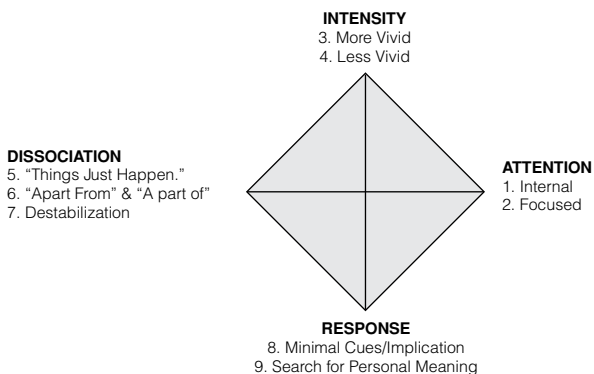 INTENSITY
3. More Vivid
4. Less Vivid
DISSOCIATION
5. “Things Just Happen.”
6. “Apart From” & “A part of”
7. Destabilization
ATTENTION
1. Internal
2. Focused
RESPONSE
8. Minimal Cues/Implication
9. Search for Personal Meaning